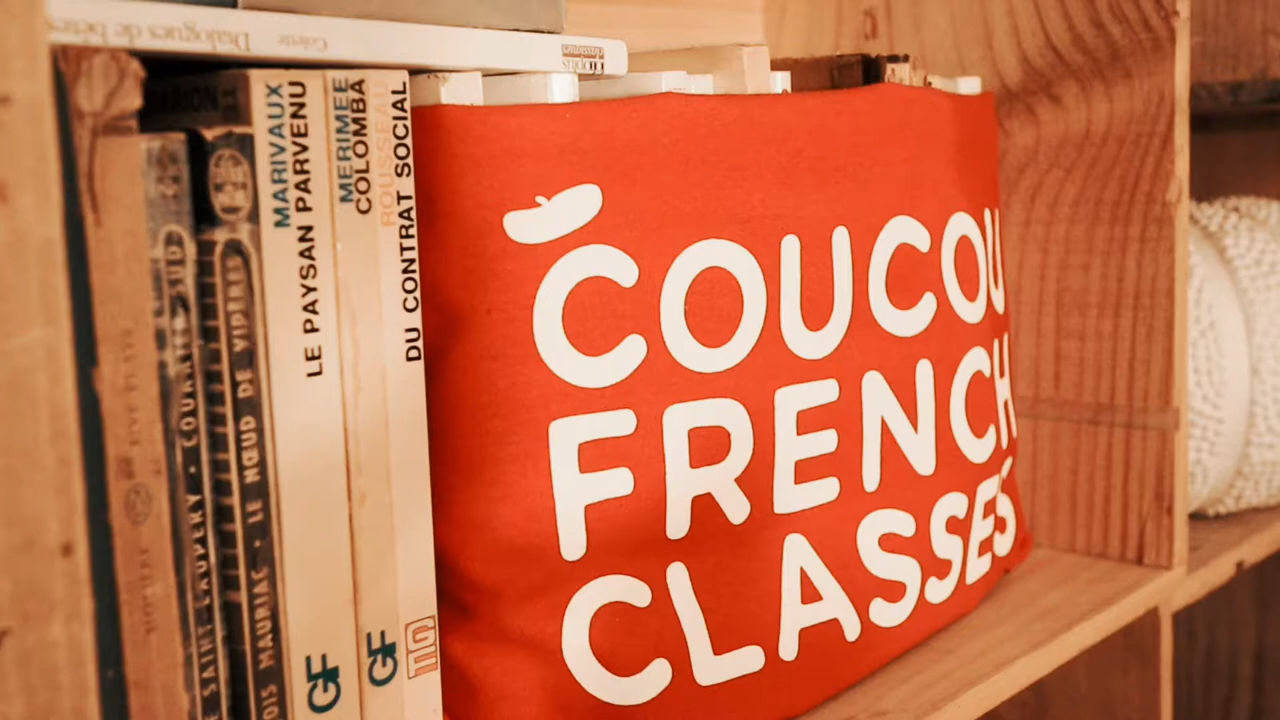 Dialogues de bêtes Colette
MARIVAUX
LE PAYSAN PARVENU
GF
MERIMEE
COLOMBA
GF
ROUSSEAU
DU CONTRAT SOCIAL
SAINT-EXUPERY • COURRIER SUD
MAURIAC • LE NŒUD DE VIPÈRES
COUCOU
FRENCH
CLASSES